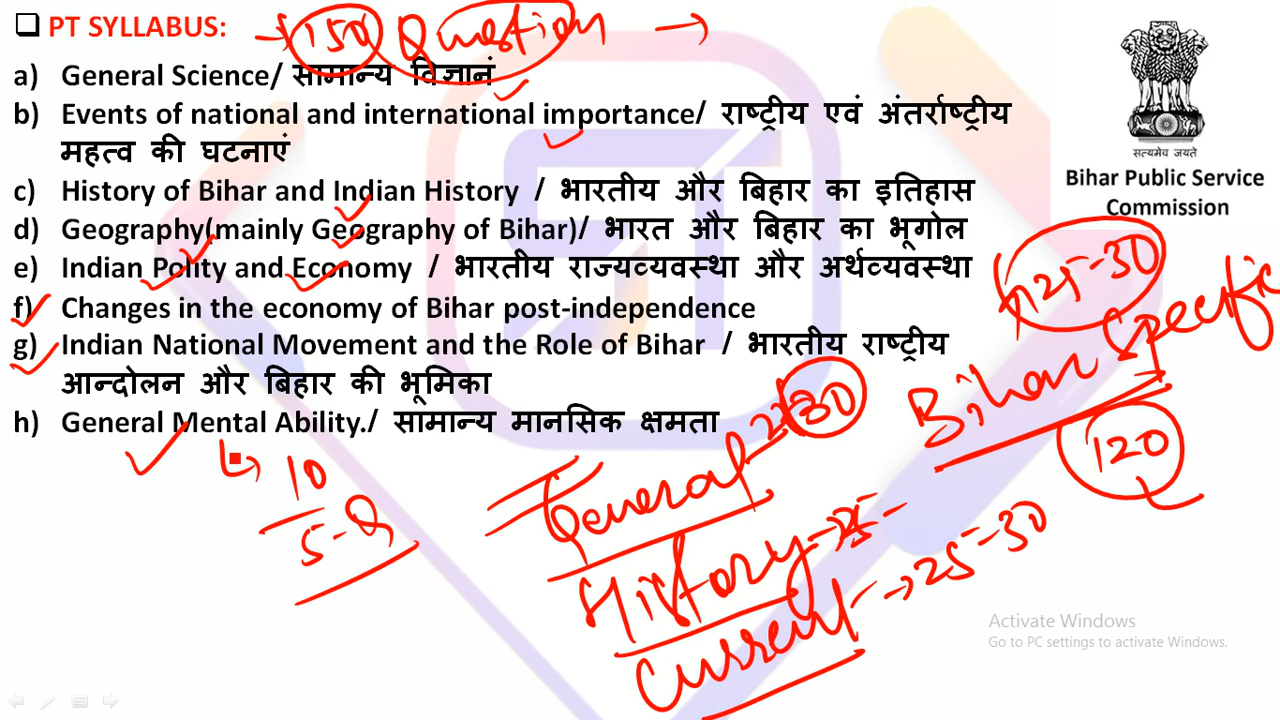 ❑ PT SYLLABUS: → 150 Question →
a) General Science/ सामान्य विज्ञानं
b) Events of national and international importance/ राष्ट्रीय एवं अंतर्राष्ट्रीय
महत्व की घटनाएं
c) History of Bihar and Indian History / भारतीय और बिहार का इतिहास
d) Geography(mainly Geography of Bihar)/ भारत और बिहार का भूगोल
e) Indian Polity and Economy / भारतीय राज्यव्यवस्था और अर्थव्यवस्था
f) Changes in the economy of Bihar post-independence
g) Indian National Movement and the Role of Bihar / भारतीय राष्ट्रीय
आन्दोलन और बिहार की भूमिका
h) General Mental Ability./ सामान्य मानसिक क्षमता
सत्यमेव जयते
Bihar Public Service
Commission
25-30
Bihar Specific
120
10
5-Q
General 30
History → 25-
Current → 25-30
Activate Windows
Go to PC settings to activate Windows.